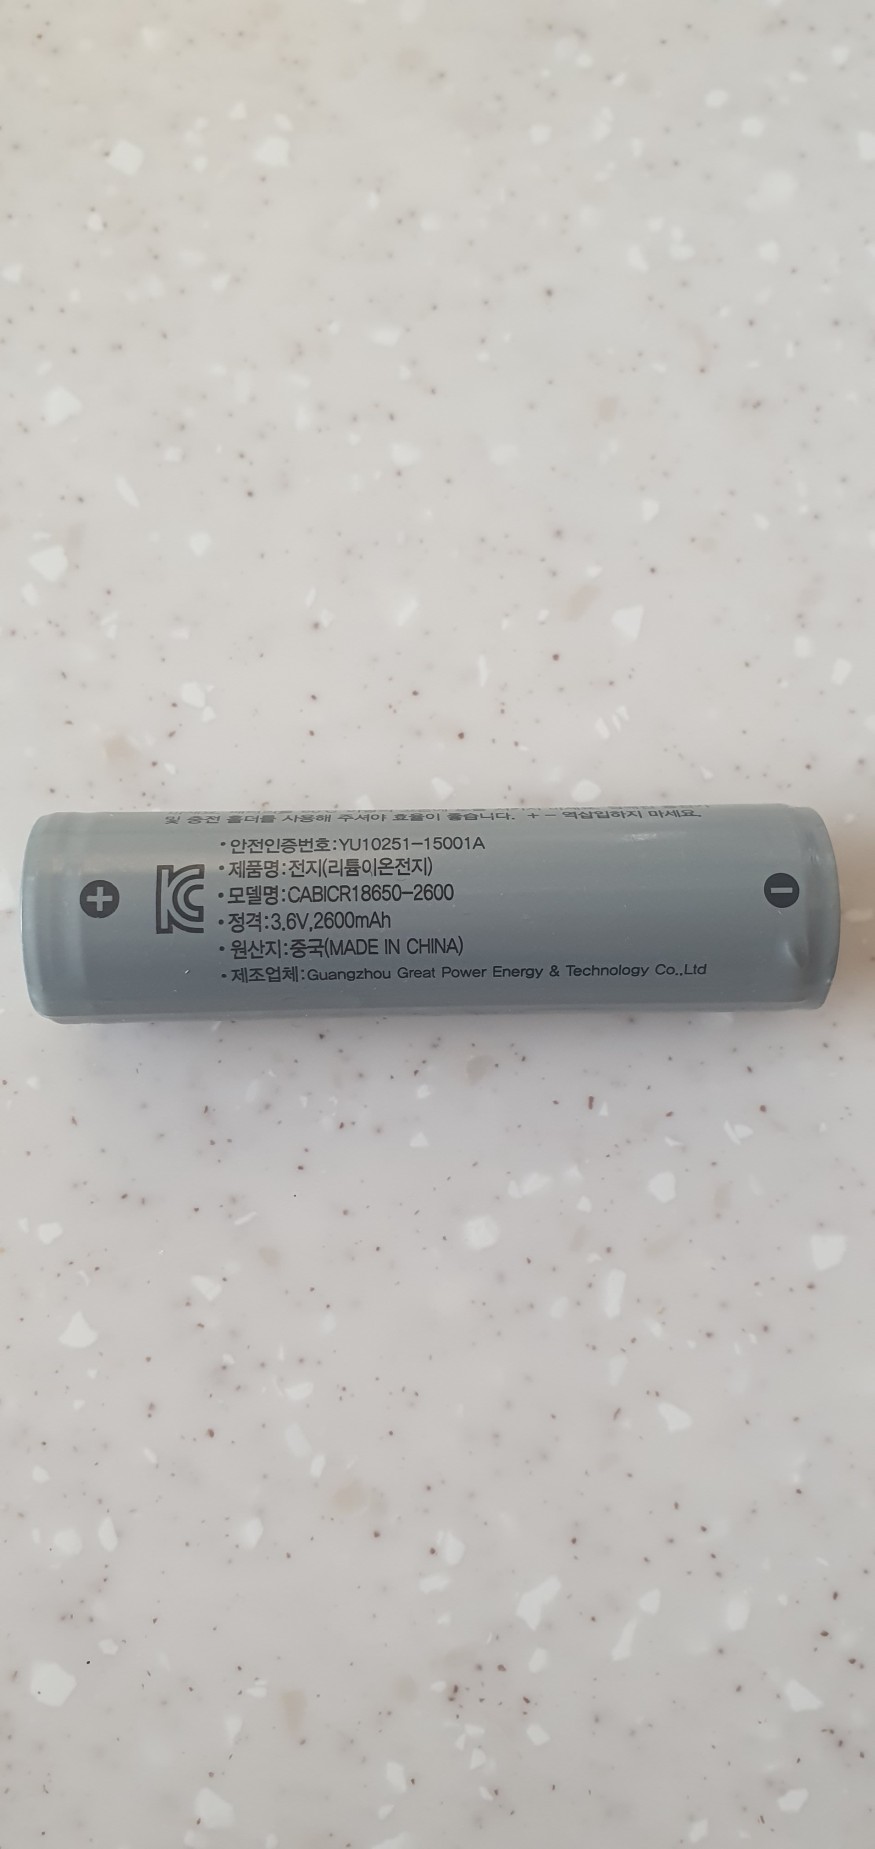 및 충전 홀더를 사용해 주셔야 효율이 좋습니다. + - 역삽입하지 마세요.
•안전인증번호:YU10251-15001A
•제품명:전지(리튬이온전지)
•모델명:CABICR18650-2600
•정격:3.6V,2600mAh
•원산지:중국(MADE IN CHINA)
•제조업체:Guangzhou Great Power Energy & Technology Co.,Ltd
+
KC
-